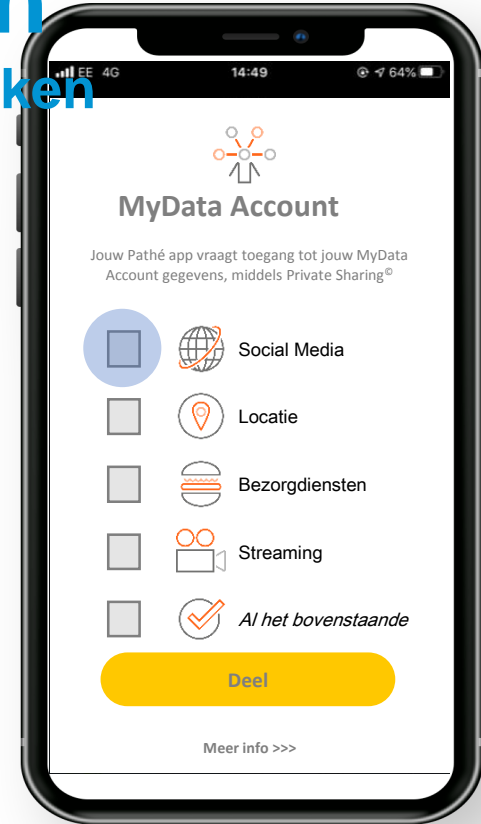 n
ken
EE 4G 14:49 64%
MyData Account
Jouw Pathé app vraagt toegang tot jouw MyData
Account gegevens, middels Private Sharing©
Social Media
Locatie
Bezorgdiensten
Streaming
Al het bovenstaande
Deel
Meer info >>>